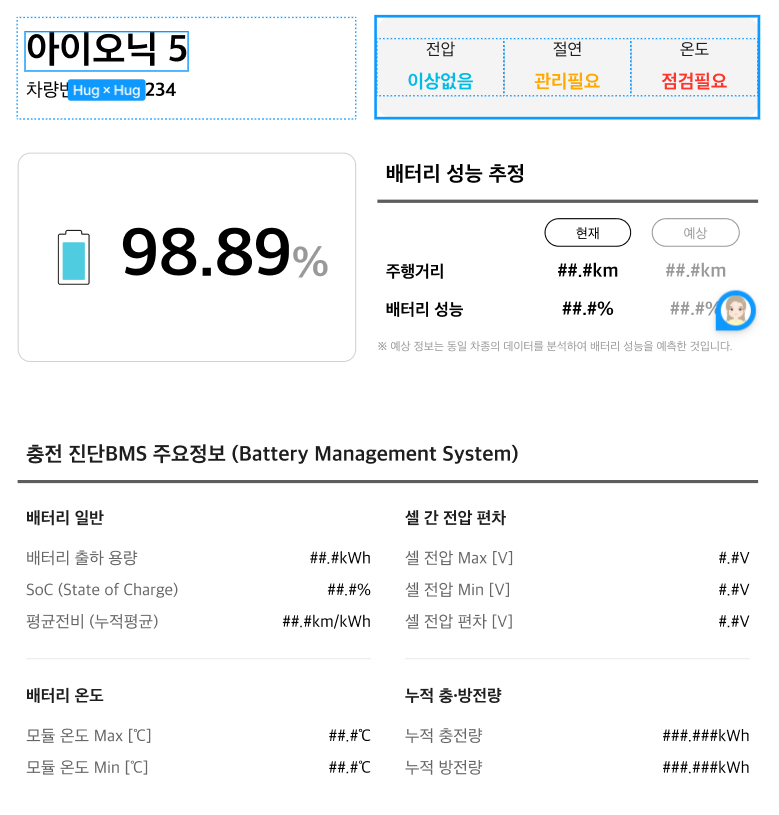 아이오닉 5
전압 절연 온도
이상없음 관리필요 점검필요
차량번
Hug × Hug
234
배터리 성능 추정
98.89%
현재 예상
주행거리 ##.#km ##.#km
배터리 성능 ##.#% ##.#%
※ 예상 정보는 동일 차종의 데이터를 분석하여 배터리 성능을 예측한 것입니다.
충전 진단BMS 주요정보 (Battery Management System)
배터리 일반
배터리 출하 용량 ##.#kWh
SoC (State of Charge) ##.#%
평균전비 (누적평균) ##.#km/kWh
셀 간 전압 편차
셀 전압 Max [V] #.#V
셀 전압 Min [V] #.#V
셀 전압 편차 [V] #.#V
배터리 온도
모듈 온도 Max [℃] ##.#℃
모듈 온도 Min [℃] ##.#℃
누적 충·방전량
누적 충전량 ###.###kWh
누적 방전량 ###.###kWh